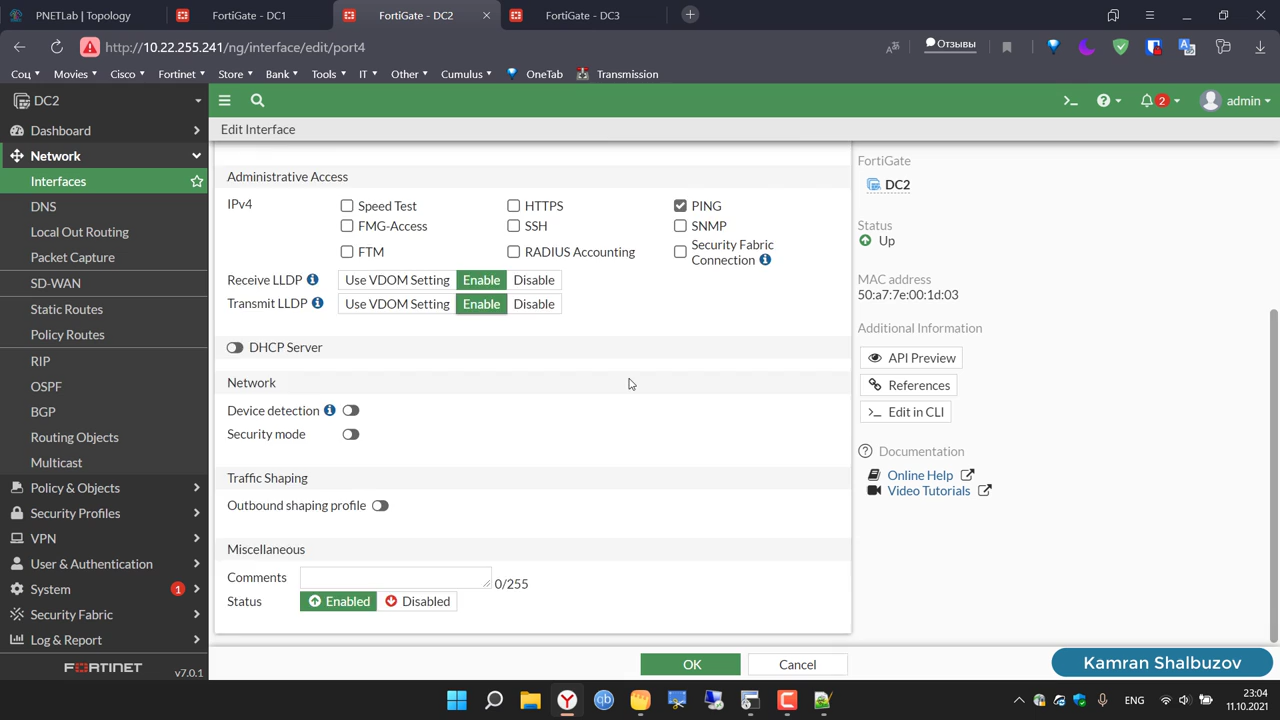 PNETLab | Topology
FortiGate - DC1
FortiGate - DC2
FortiGate - DC3
http://10.22.255.241/ng/interface/edit/port4
Отзывы
Соц
Movies
Cisco
Fortinet
Store
Bank
Tools
IT
Other
Cumulus
OneTab
Transmission
DC2
2
admin
Dashboard
Network
Interfaces
DNS
Local Out Routing
Packet Capture
SD-WAN
Static Routes
Policy Routes
RIP
OSPF
BGP
Routing Objects
Multicast
Policy & Objects
Security Profiles
VPN
User & Authentication
System
1
Security Fabric
Log & Report
FORTINET
v7.0.1
Edit Interface
Administrative Access
IPv4
Speed Test
HTTPS
PING
FMG-Access
SSH
SNMP
FTM
RADIUS Accounting
Security Fabric
Connection
Receive LLDP
Use VDOM Setting
Enable
Disable
Transmit LLDP
Use VDOM Setting
Enable
Disable
DHCP Server
Network
Device detection
Security mode
Traffic Shaping
Outbound shaping profile
Miscellaneous
Comments
0/255
Status
Enabled
Disabled
OK
Cancel
FortiGate
DC2
Status
Up
MAC address
50:a7:7e:00:1d:03
Additional Information
API Preview
References
Edit in CLI
Documentation
Online Help
Video Tutorials
Kamran Shalbuzov
ENG
23:04
11.10.2021